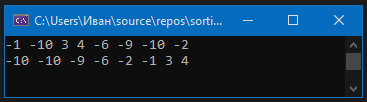 C:\Users\Иван\source\repos\sorti...
-1 -10 3 4 -6 -9 -10 -2
-10 -10 -9 -6 -2 -1 3 4